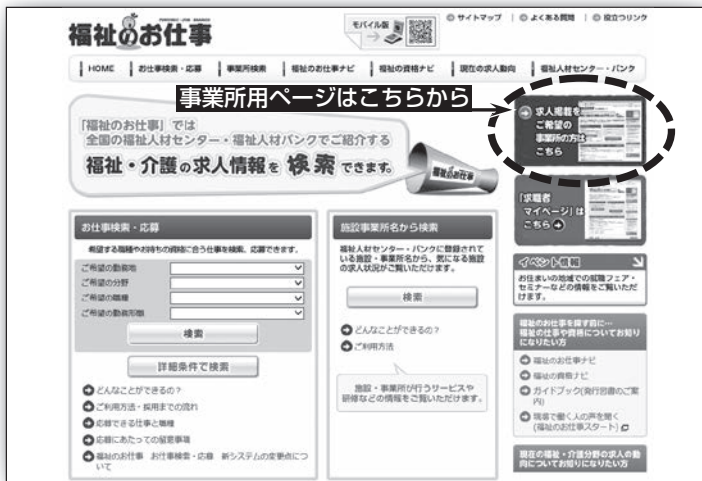 福祉のお仕事
モバイル版
サイトマップ | よくある質問 | 役立つリンク
HOME | お仕事検索・応募 | 事業所検索 | 福祉のお仕事ナビ | 福祉の資格ナビ | 現在の求人動向 | 福祉人材センター・バンク
事業所用ページはこちらから
「福祉のお仕事」では
全国の福祉人材センター・福祉人材バンクでご紹介する
福祉・介護の求人情報を検索できます。
福祉のお仕事
求人掲載を
ご希望の
事業所の方は
こちら
「求職者
マイページ」は
こちら
お仕事検索・応募
希望する職種やお持ちの資格に合う仕事を検索、応募できます。
ご希望の勤務地
ご希望の分野
ご希望の職種
ご希望の勤務形態
検索
詳細条件で検索
どんなことができるの?
ご利用方法・採用までの流れ
応募できる仕事と職種
応募にあたっての留意事項
福祉のお仕事 お仕事検索・応募 新システムの変更点につ
いて
施設事業所名から検索
福祉人材センター・バンクに登録されて
いる施設・事業所名から、気になる施設
の求人状況がご覧いただけます。
検索
どんなことができるの?
ご利用方法
施設・事業所が行うサービスや
研修などの情報をご覧いただけます。
イベント情報
お住まいの地域での就職フェア・
セミナーなどの情報をご覧いただ
けます。
福祉のお仕事を探す前に…
福祉の仕事や資格についてお知り
になりたい方
福祉のお仕事ナビ
福祉の資格ナビ
ガイドブック(発行図書のご案
内)
現場で働く人の声を聞く
(福祉のお仕事スタート)
現在の福祉・介護分野の求人の動
向についてお知りになりたい方